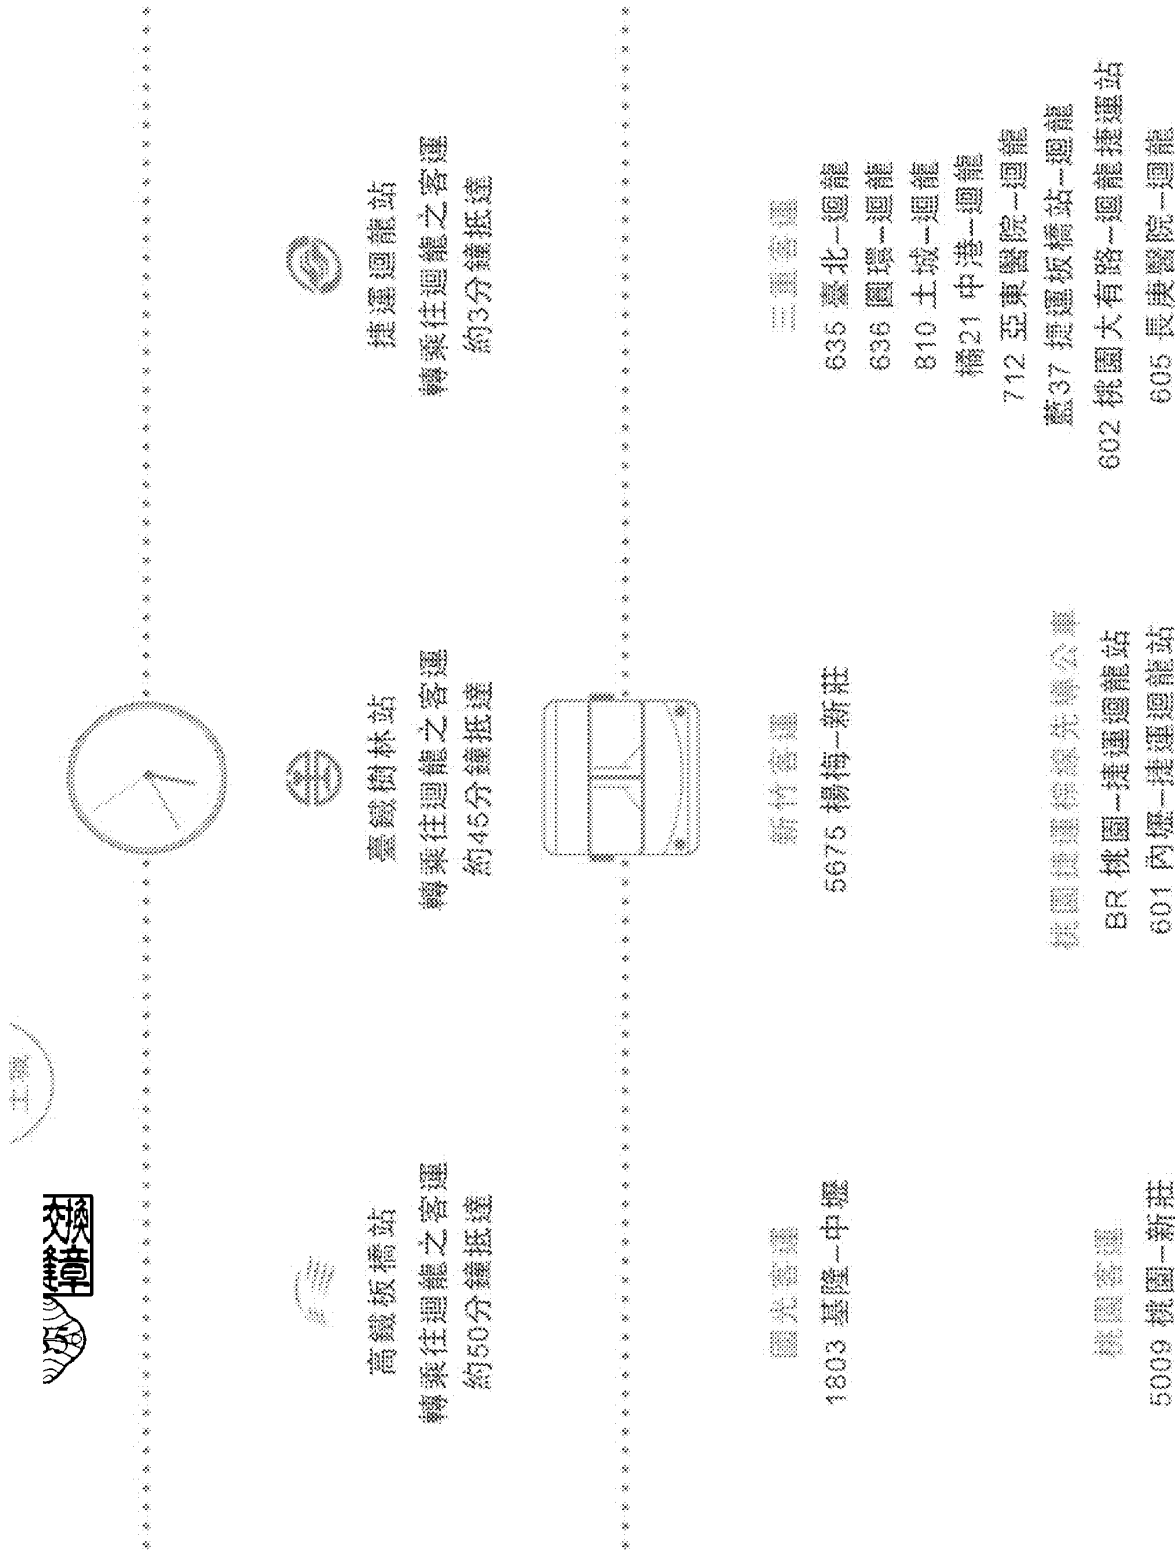 土城
交換
鋒章
高鐵板橋站
轉乘往迴龍之客運
約50分鐘抵達
臺鐵樹林站
轉乘往迴龍之客運
約45分鐘抵達
捷運迴龍站
轉乘往迴龍之客運
約3分鐘抵達
國光客運
1803 基隆–中壢
新竹客運
5675 楊梅–新莊
三重客運
635 臺北–迴龍
636 圓環–迴龍
810 土城–迴龍
橘21 中港–迴龍
712 亞東醫院–迴龍
藍37 捷運板橋站–迴龍
602 桃園大有路–迴龍捷運站
605 長庚醫院–迴龍
桃園客運
5009 桃園–新莊
桃園捷運棕線先導公車
BR 桃園–捷運迴龍站
601 內壢–捷運迴龍站